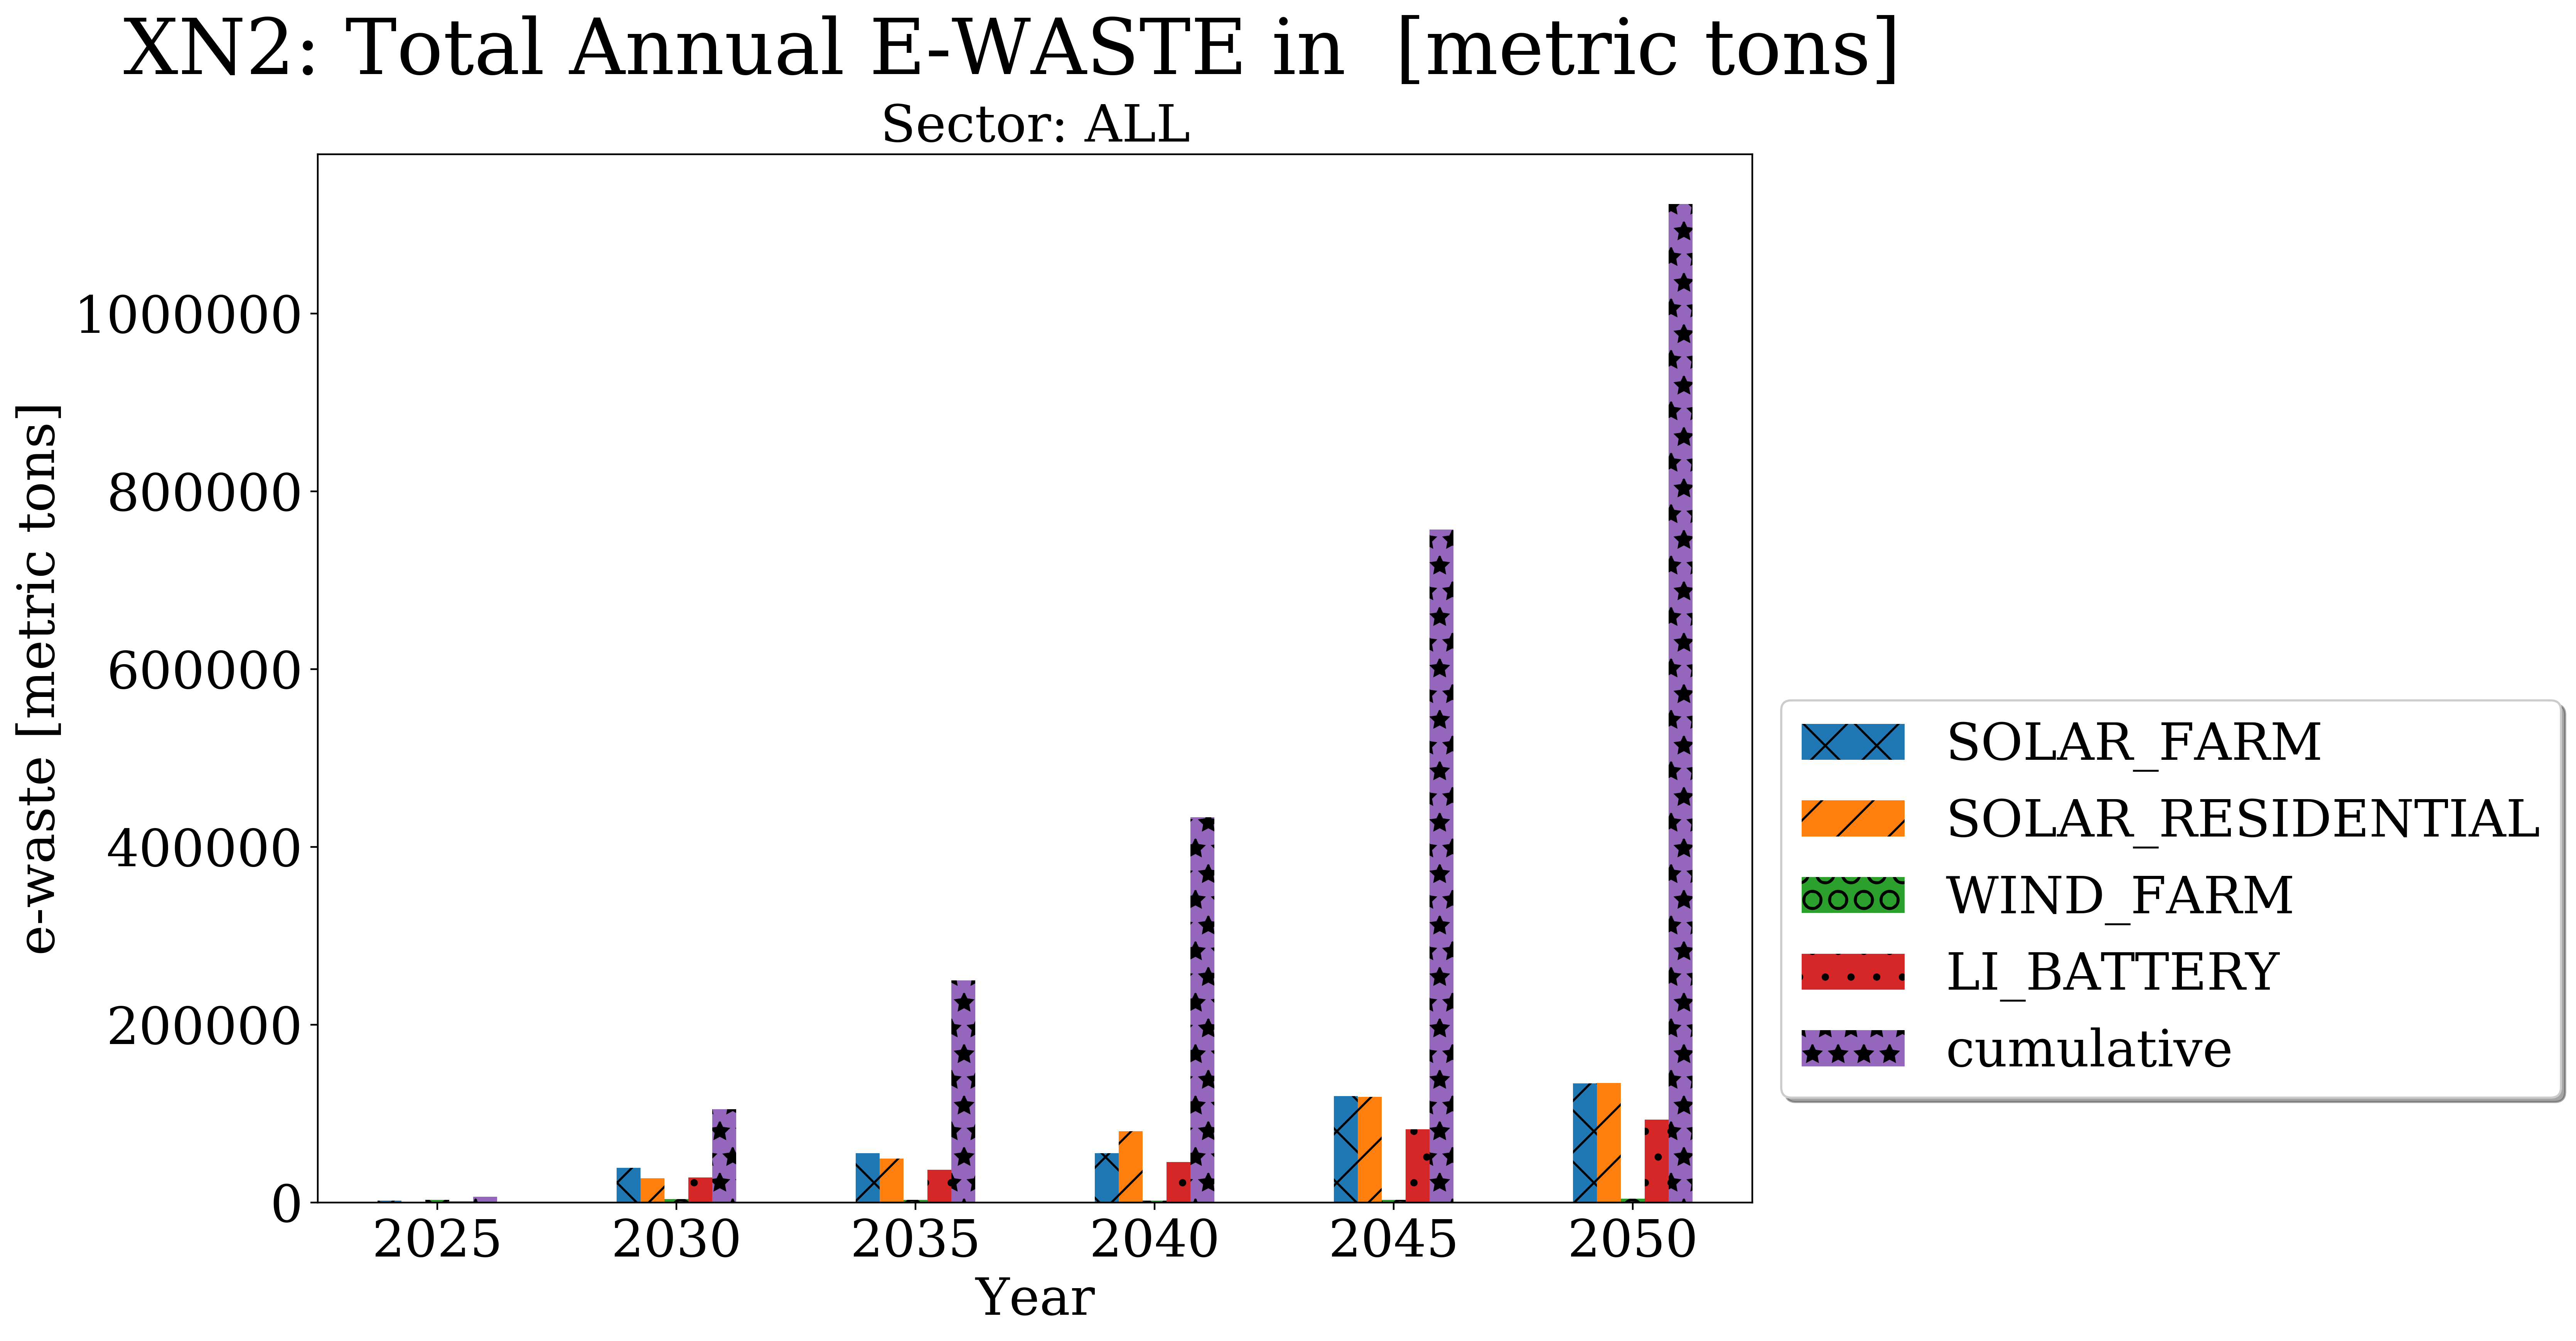 XN2: Total Annual E-WASTE in  [metric tons]
Sector: ALL
e-waste [metric tons]
1000000
800000
600000
400000
200000
0
2025 2030 2035 2040 2045 2050
Year
SOLAR_FARM
SOLAR_RESIDENTIAL
WIND_FARM
LI_BATTERY
cumulative